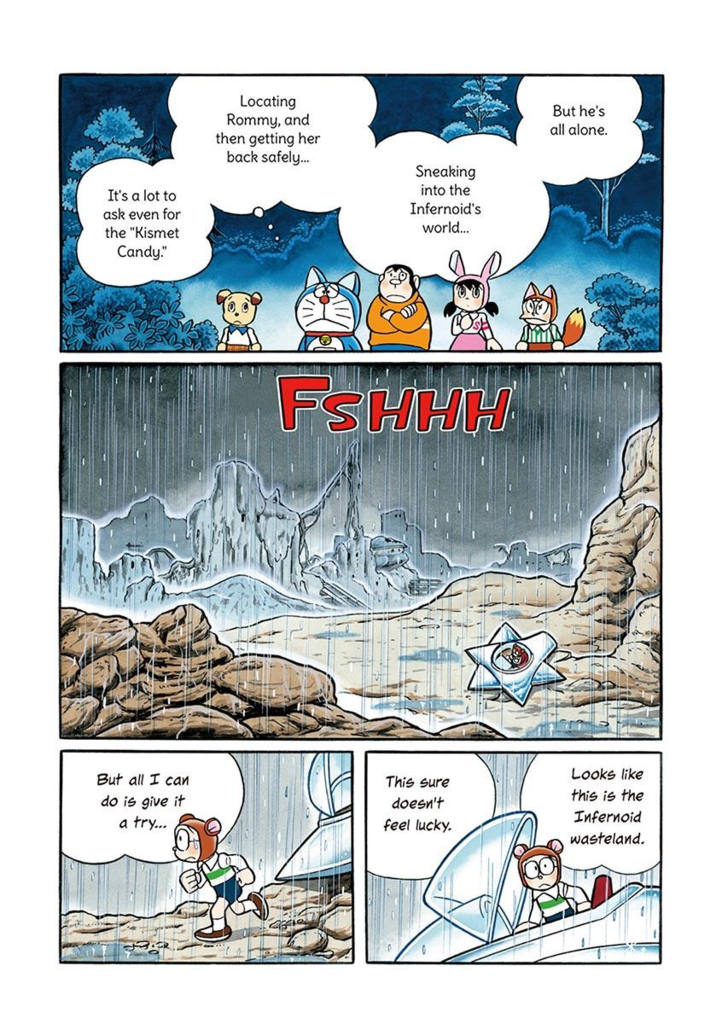 But he's
all alone.
Sneaking
into the
Infernoid's
world...
Locating
Rommy, and
then getting her
back safely...
It's a lot to
ask even for
the "Kismet
Candy."
FSHHH
Looks like
this is the
Infernoid
wasteland.
This sure
doesn't
feel lucky.
But all I can
do is give it
a try...